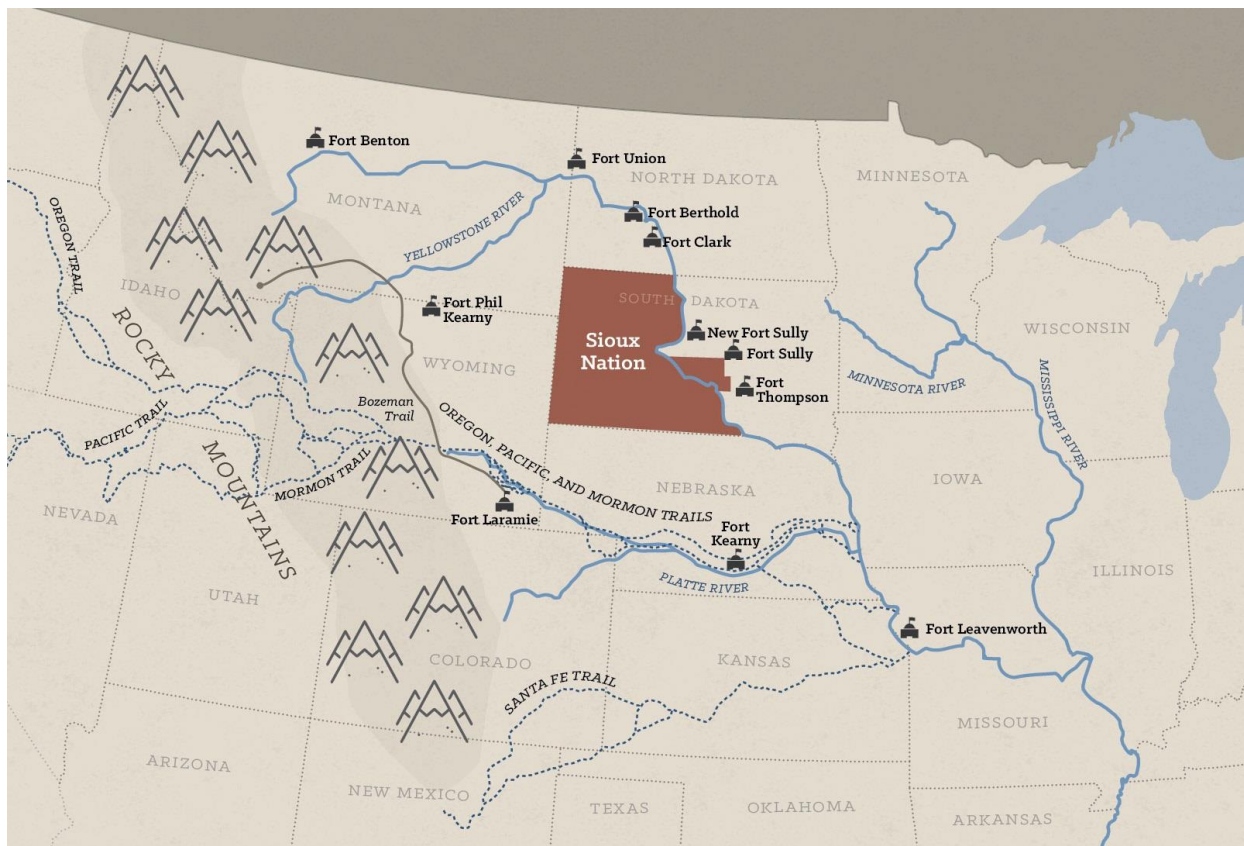 Fort Benton
Fort Union
NORTH DAKOTA
MINNESOTA
MONTANA
Fort Berthold
YELLOWSTONE RIVER
Fort Clark
OREGON TRAIL
IDAHO
SOUTH DAKOTA
Fort Phil
Kearny
New Fort Sully
Fort Sully
WISCONSIN
Sioux
Nation
ROCKY
MOUNTAINS
WYOMING
Fort
Thompson
MINNESOTA RIVER
MISSISSIPPI RIVER
Bozeman
Trail
PACIFIC TRAIL
OREGON, PACIFIC, AND MORMON TRAILS
MORMON TRAIL
NEBRASKA
IOWA
NEVADA
Fort Laramie
Fort
Kearny
PLATTE RIVER
ILLINOIS
UTAH
Fort Leavenworth
COLORADO
KANSAS
SANTA FE TRAIL
MISSOURI
ARIZONA
NEW MEXICO
TEXAS
OKLAHOMA
ARKANSAS